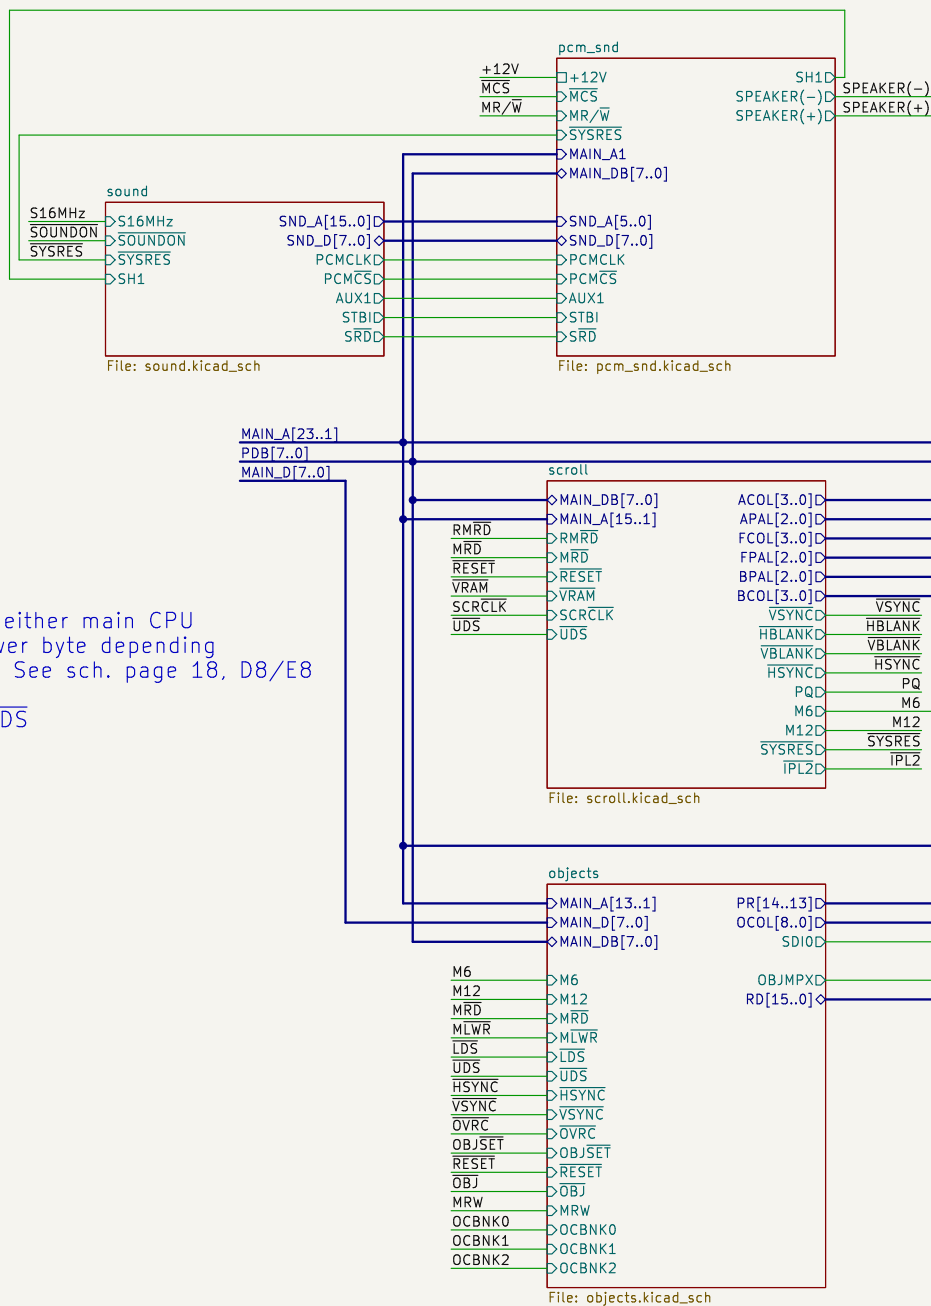 pcm_snd
+12V +12V SH1
MCS MCS SPEAKER(-) SPEAKER(-)
MR/W MR/W SPEAKER(+) SPEAKER(+)
SYSRES
MAIN_A1
MAIN_DB[7..0]
sound
S16MHz S16MHz SND_A[15..0] SND_A[5..0]
SOUNDON SOUNDON SND_D[7..0] SND_D[7..0]
SYSRES SYSRES PCMCLK PCMCLK
SH1 PCMCS PCMCS
AUX1 AUX1
STBI STBI
SRD SRD
File: sound.kicad_sch File: pcm_snd.kicad_sch
MAIN_A[23..1]
PDB[7..0]
MAIN_D[7..0]
scroll
MAIN_DB[7..0] ACOL[3..0]
MAIN_A[15..1] APAL[2..0]
RMRD RMRD FCOL[3..0]
MRD MRD FPAL[2..0]
RESET RESET BPAL[2..0]
VRAM VRAM BCOL[3..0]
SCRCLK SCRCLK VSYNC VSYNC
UDS UDS HBLANK HBLANK
VBLANK VBLANK
HSYNC HSYNC
PQ PQ
M6 M6
M12 M12
SYSRES SYSRES
IPL2 IPL2
File: scroll.kicad_sch
either main CPU
wer byte depending
See sch. page 18, D8/E8
DS
objects
MAIN_A[13..1] PR[14..13]
MAIN_D[7..0] OCOL[8..0]
MAIN_DB[7..0] SDI0
M6 M6 OBJMPX
M12 M12 RD[15..0]
MRD MRD
MLWR MLWR
LDS LDS
UDS UDS
HSYNC HSYNC
VSYNC VSYNC
OVRC OVRC
OBJSET OBJSET
RESET RESET
OBJ OBJ
MRW MRW
OCBNK0 OCBNK0
OCBNK1 OCBNK1
OCBNK2 OCBNK2
File: objects.kicad_sch